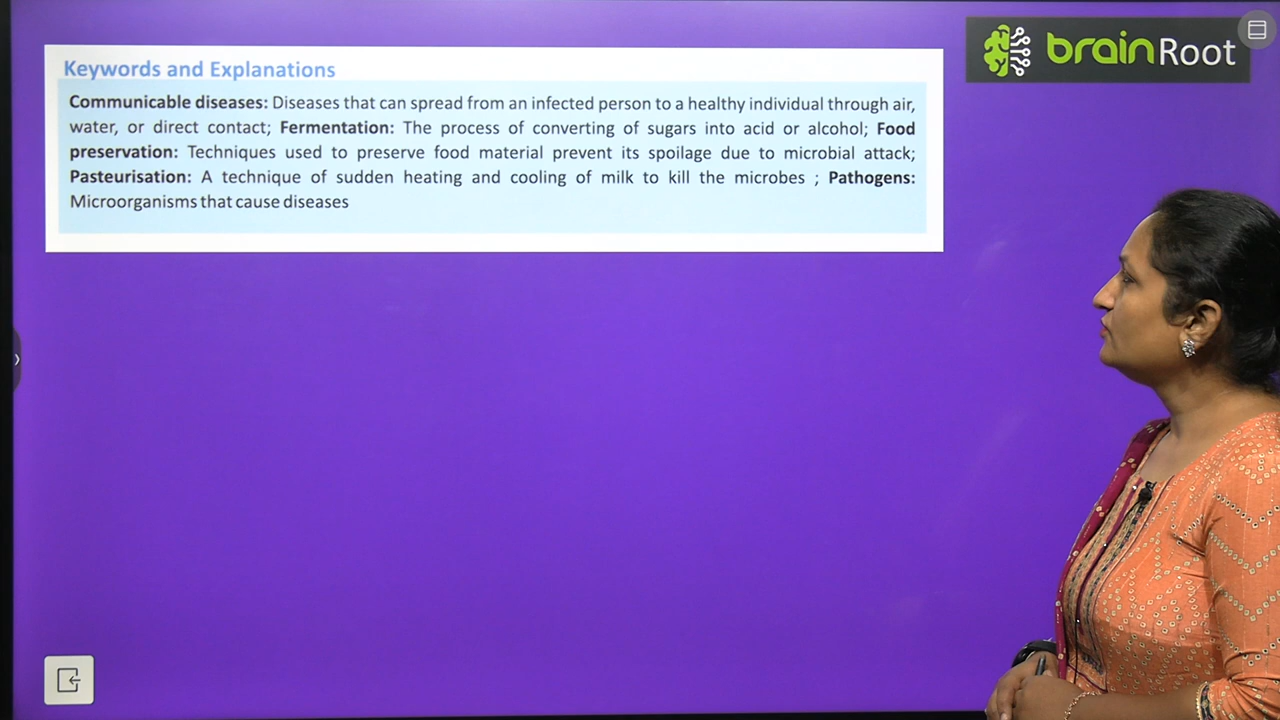 brainRoot
Keywords and Explanations
Communicable diseases: Diseases that can spread from an infected person to a healthy individual through air,
water, or direct contact; Fermentation: The process of converting of sugars into acid or alcohol; Food
preservation: Techniques used to preserve food material prevent its spoilage due to microbial attack;
Pasteurisation: A technique of sudden heating and cooling of milk to kill the microbes ; Pathogens:
Microorganisms that cause diseases